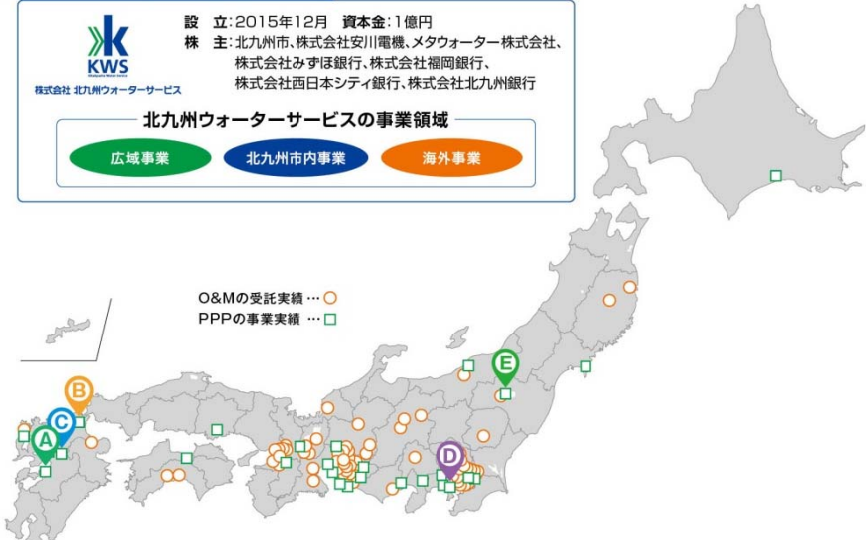 KWS
株式会社 北九州ウォーターサービス
設 立:2015年12月 資本金:1億円
株 主:北九州市、株式会社安川電機、メタウォーター株式会社、
株式会社みずほ銀行、株式会社福岡銀行、
株式会社西日本シティ銀行、株式会社北九州銀行
北九州ウォーターサービスの事業領域
広域事業
北九州市内事業
海外事業
O&Mの受託実績…
PPPの事業実績…
E
B
C
A
D